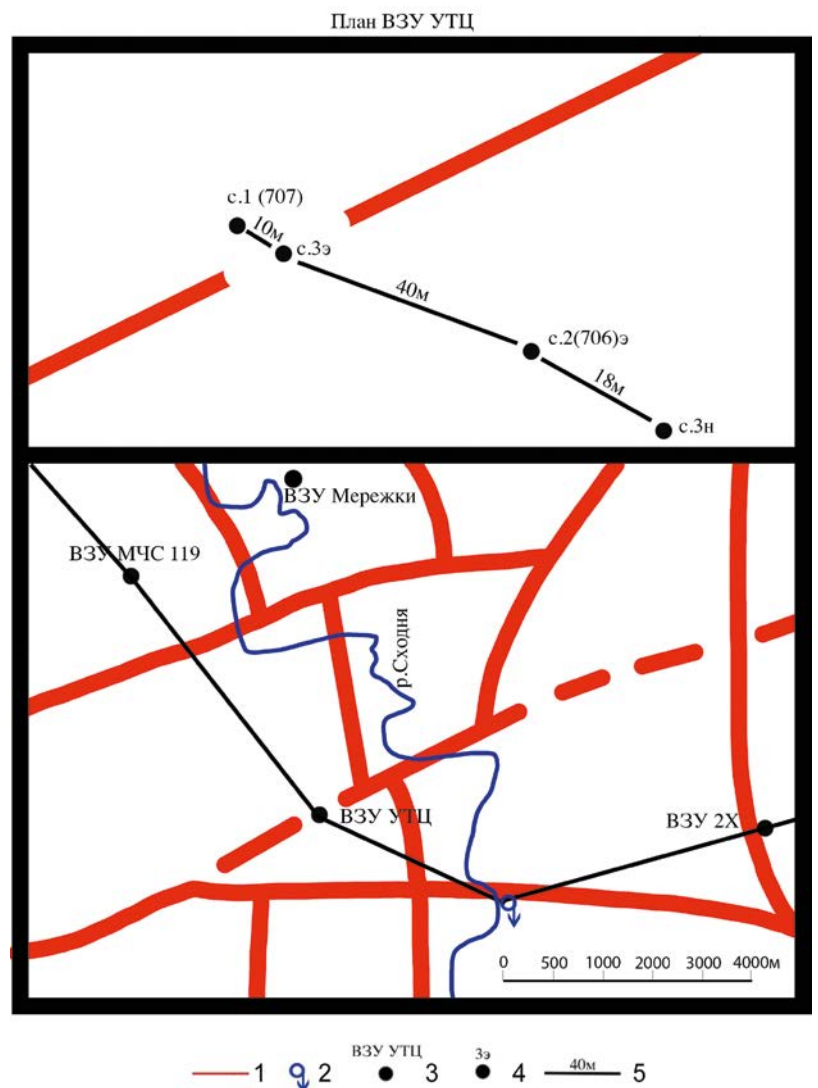 План ВЗУ УТЦ
с.1 (707)
10м
с.3э
40м
с.2(706)э
18м
с.3н
ВЗУ Мережки
ВЗУ МЧС 119
р.Сходня
ВЗУ УТЦ
ВЗУ 2Х
0 500 1000 2000 3000 4000м
ВЗУ УТЦ 3э 40м
1 2 3 4 5